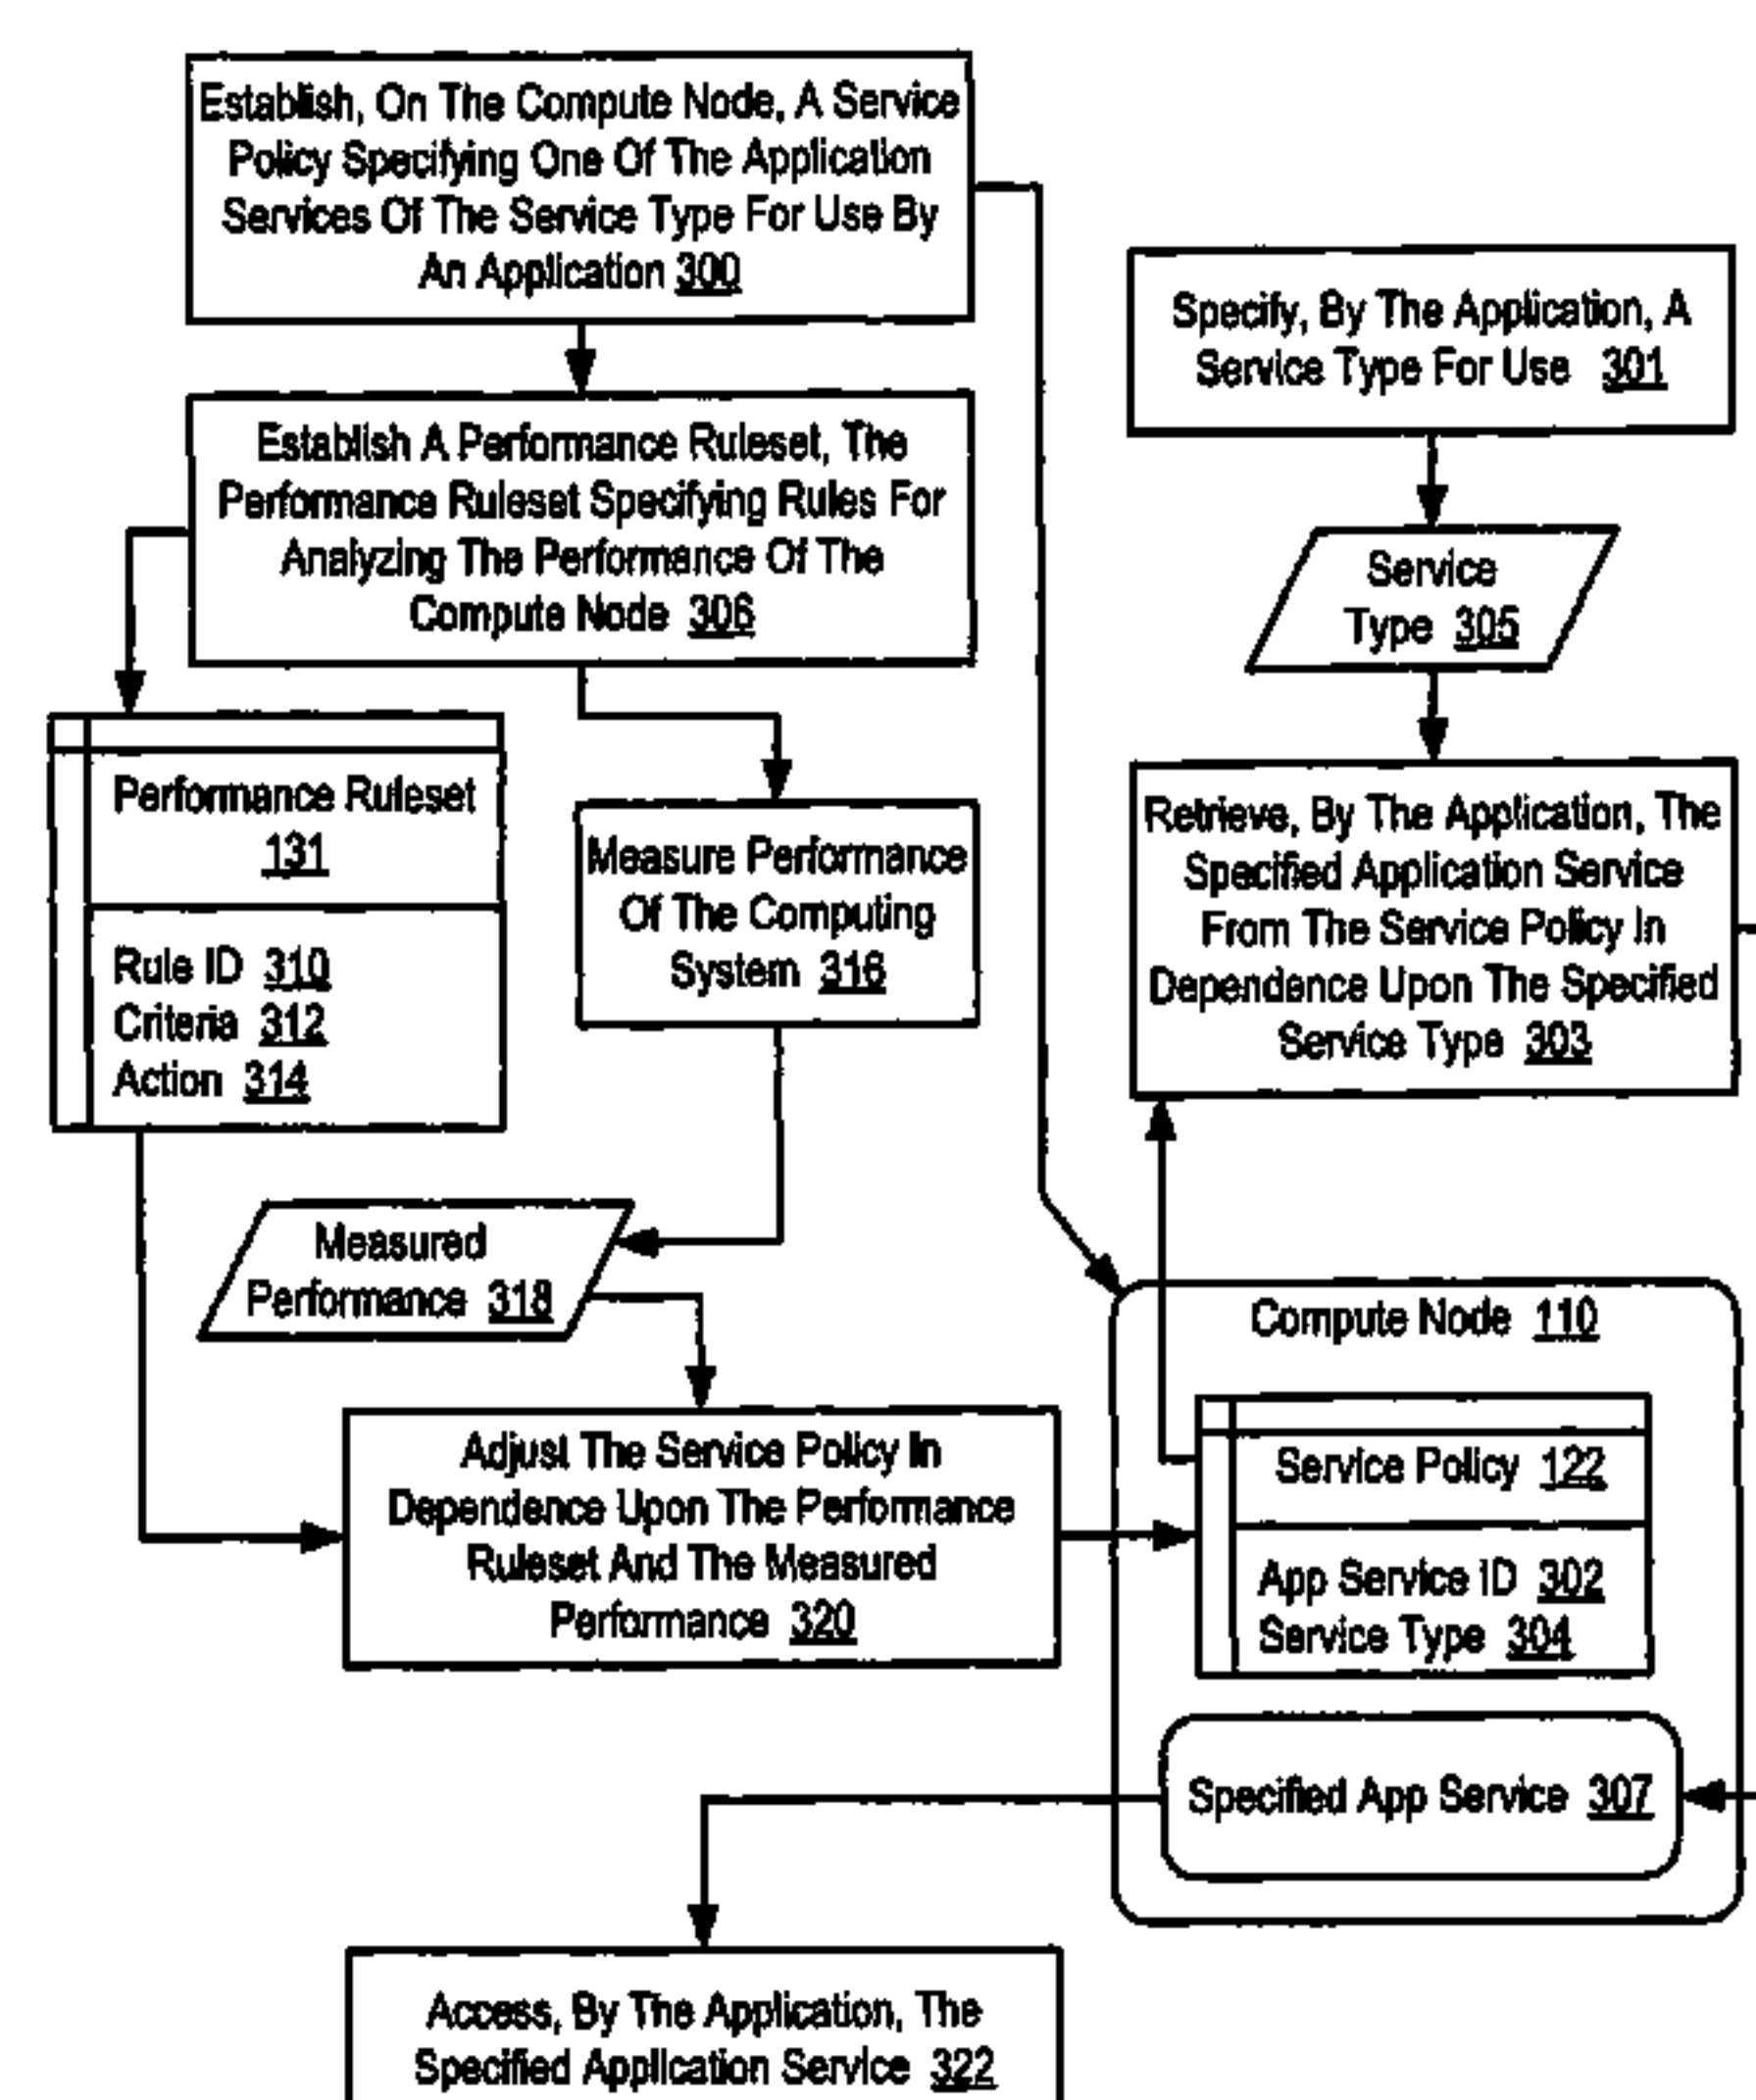 Establish, On The Compute Node, A Service
Policy Specifying One Of The Application
Services Of The Service Type For Use By
An Application 300
Specify, By The Application, A
Service Type For Use 301
Establish A Performance Ruleset, The
Performance Ruleset Specifying Rules For
Analyzing The Performance Of The
Compute Node 306
Service
Type 305
Performance Ruleset
131
Rule ID 310
Criteria 312
Action 314
Measure Performance
Of The Computing
System 316
Retrieve, By The Application, The
Specified Application Service
From The Service Policy In
Dependence Upon The Specified
Service Type 303
Measured
Performance 318
Compute Node 110
Service Policy 122
App Service ID 302
Service Type 304
Adjust The Service Policy In
Dependence Upon The Performance
Ruleset And The Measured
Performance 320
Specified App Service 307
Access, By The Application, The
Specified Application Service 322